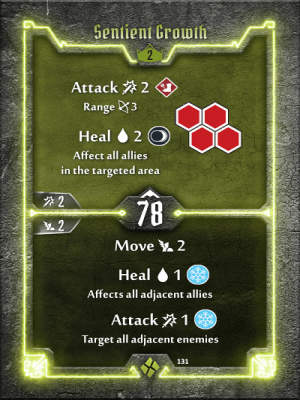 Sentient Growth
2
Attack 2
Range 3
Heal 2
Affect all allies
in the targeted area
2
78
2
Move 2
Heal 1
Affects all adjacent allies
Attack 1
Target all adjacent enemies
131